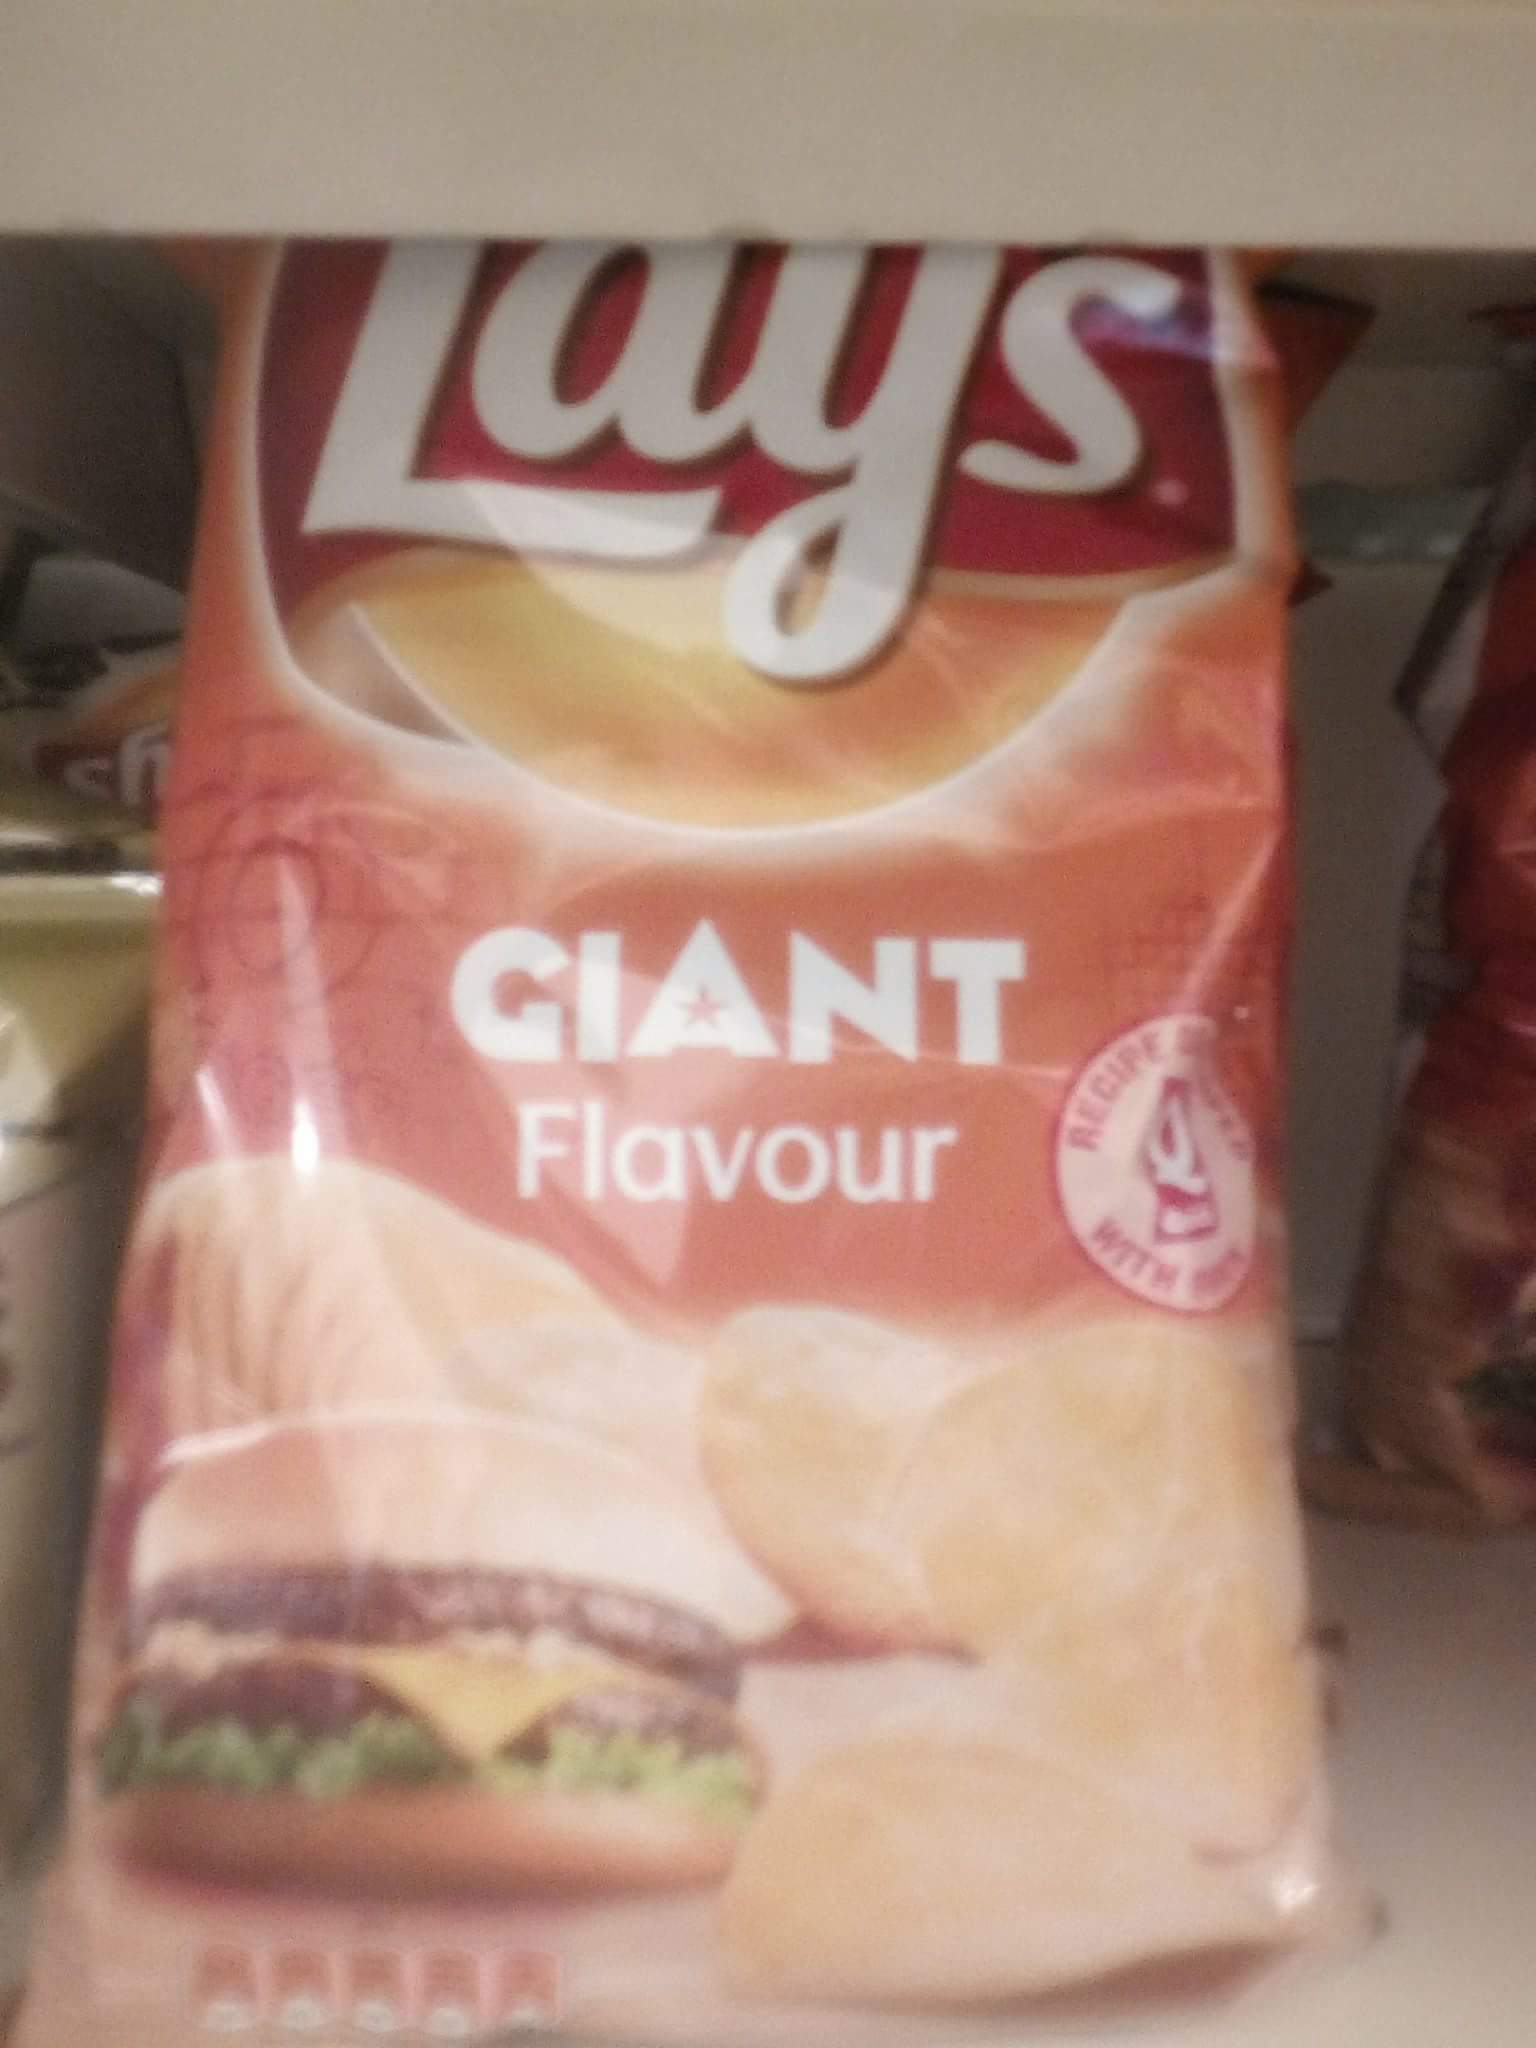 Lay's
GIANT
Flavour
RECIPE
WITH